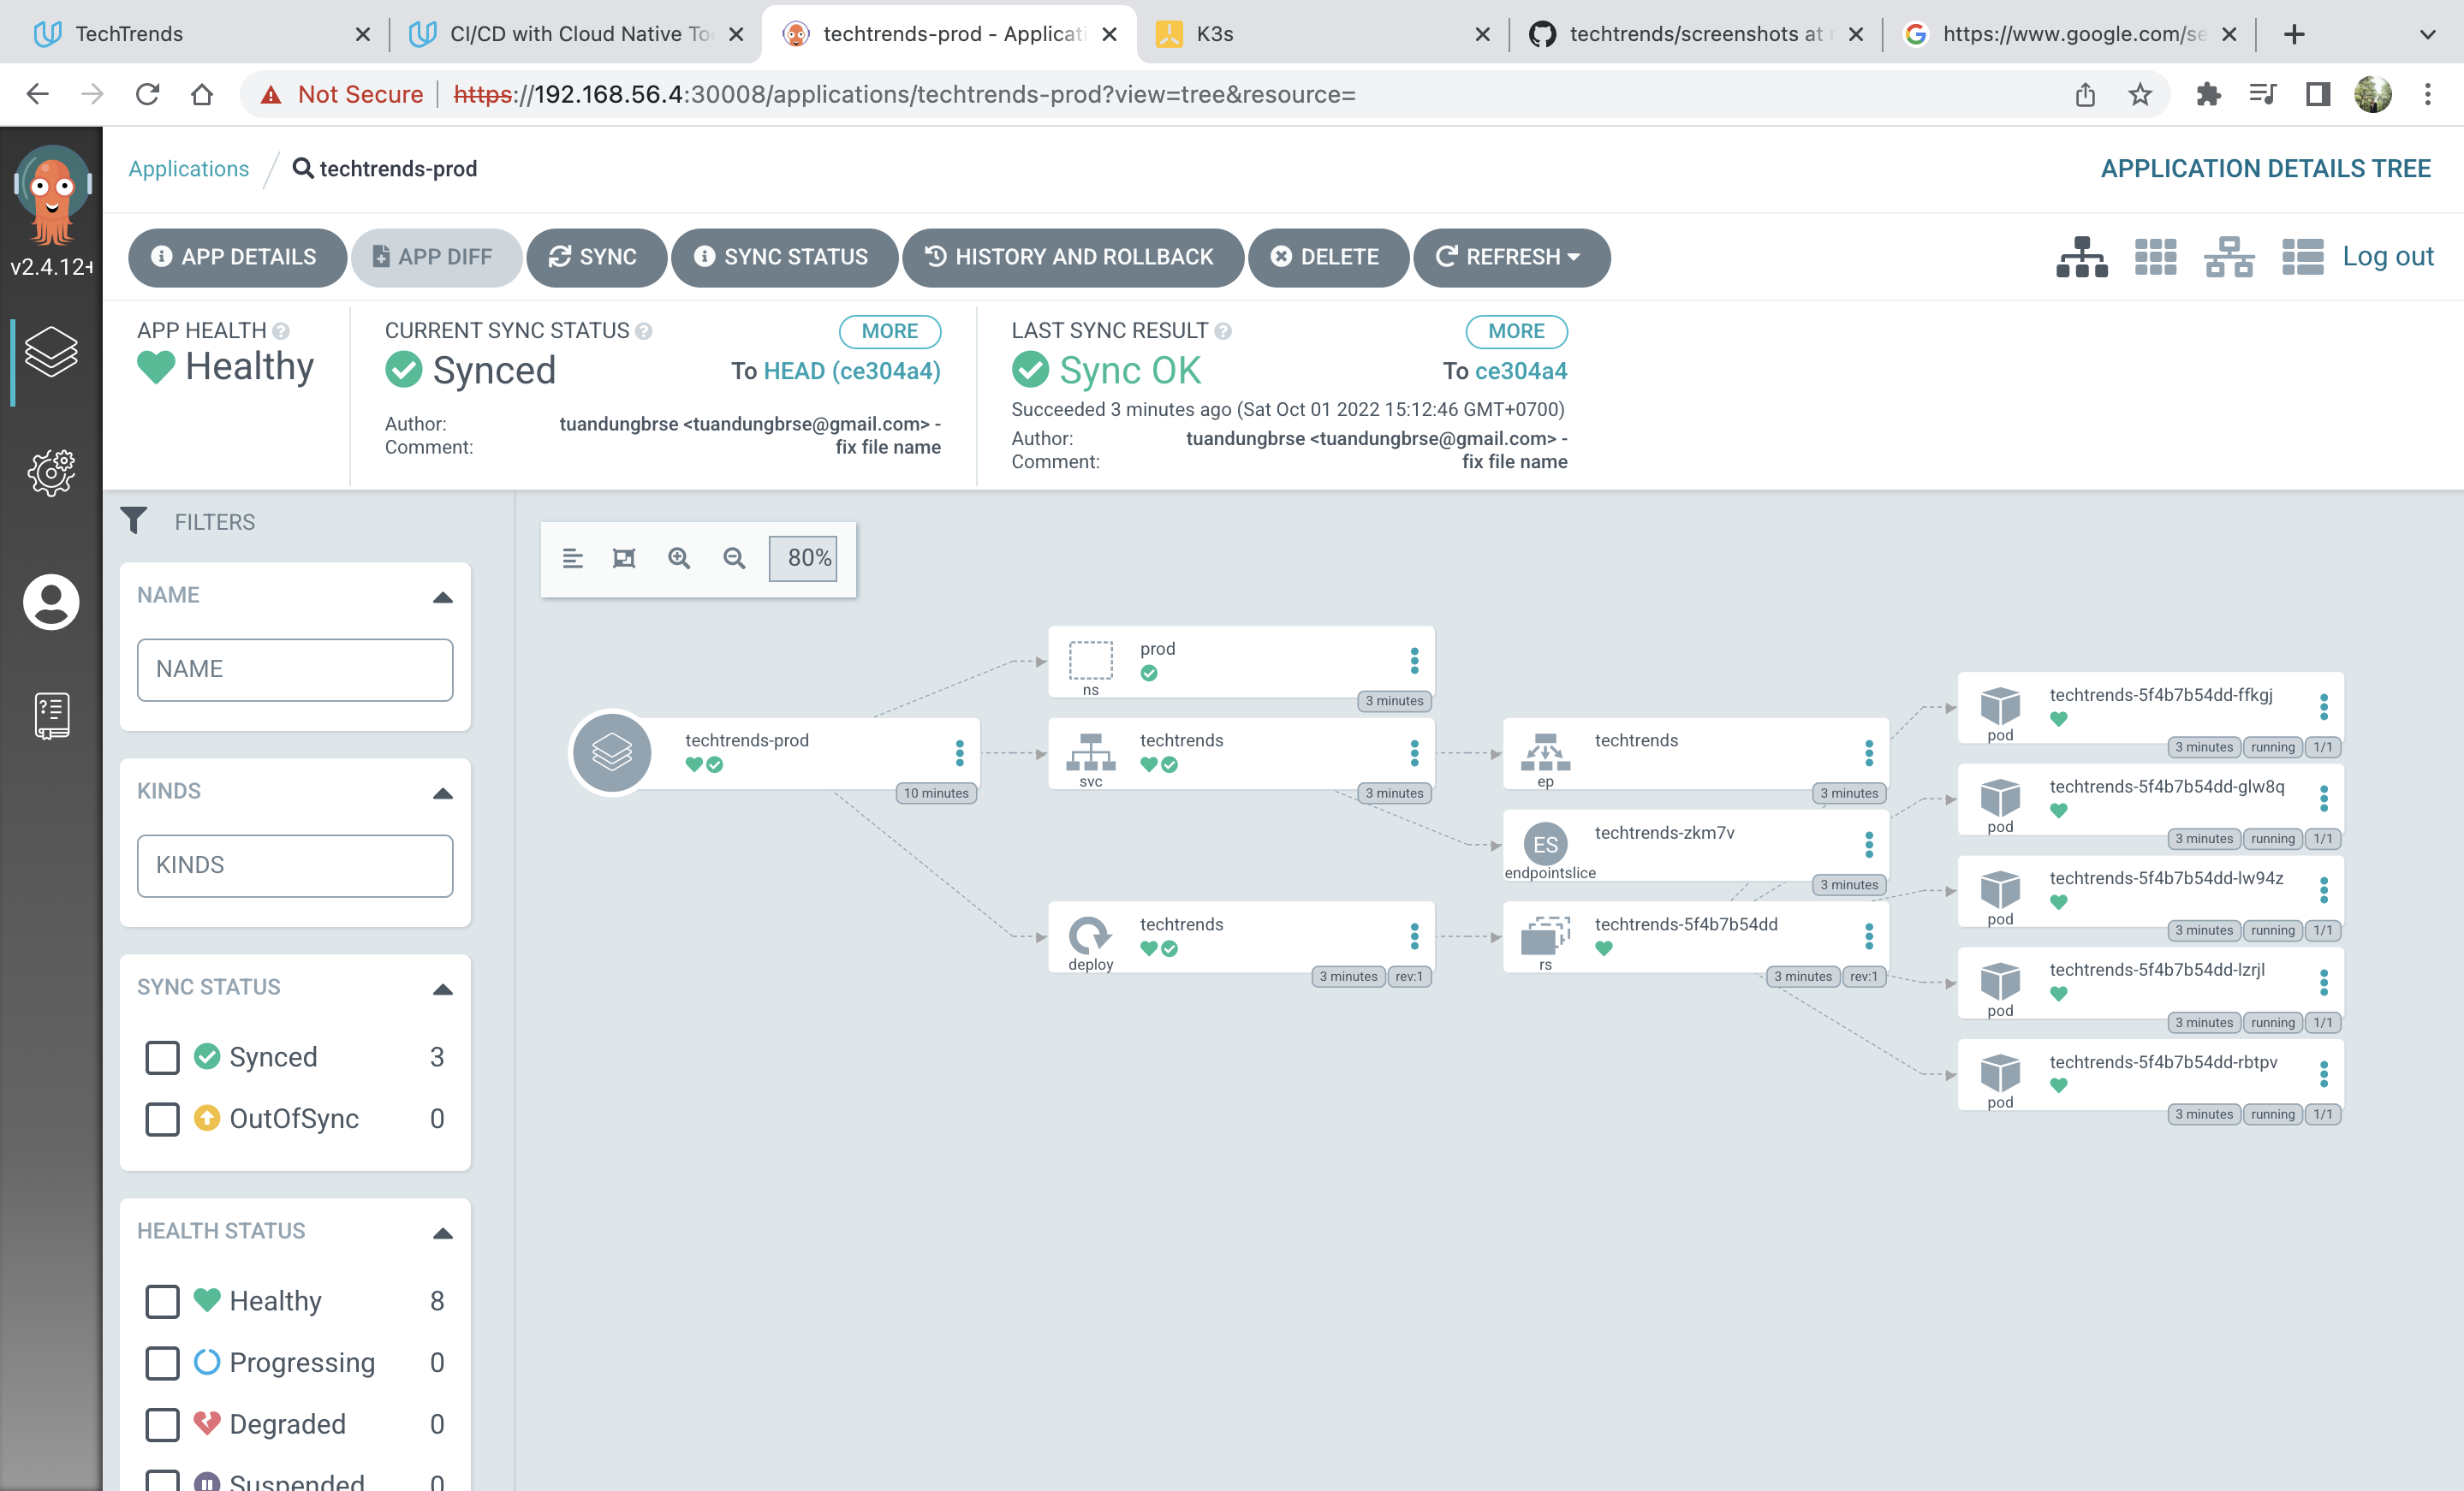 TechTrends
CI/CD with Cloud Native To
techtrends-prod - Applicati
K3s
techtrends/screenshots at
https://www.google.com/se
Not Secure
https://192.168.56.4:30008/applications/techtrends-prod?view=tree&resource=
v2.4.12+
Applications
techtrends-prod
APPLICATION DETAILS TREE
APP DETAILS
APP DIFF
SYNC
SYNC STATUS
HISTORY AND ROLLBACK
DELETE
REFRESH
Log out
APP HEALTH
Healthy
CURRENT SYNC STATUS
MORE
Synced
To HEAD (ce304a4)
Author:
tuandungbrse <tuandungbrse@gmail.com> -
Comment:
fix file name
LAST SYNC RESULT
MORE
Sync OK
To ce304a4
Succeeded 3 minutes ago (Sat Oct 01 2022 15:12:46 GMT+0700)
Author:
tuandungbrse <tuandungbrse@gmail.com> -
Comment:
fix file name
FILTERS
NAME
NAME
KINDS
KINDS
SYNC STATUS
Synced 3
OutOfSync 0
HEALTH STATUS
Healthy 8
Progressing 0
Degraded 0
Suspended 0
80%
techtrends-prod
10 minutes
prod
ns
3 minutes
techtrends
svc
3 minutes
techtrends
deploy
3 minutes rev:1
techtrends
ep
3 minutes
ES
techtrends-zkm7v
endpointslice
3 minutes
techtrends-5f4b7b54dd
rs
3 minutes rev:1
techtrends-5f4b7b54dd-ffkgj
pod
3 minutes running 1/1
techtrends-5f4b7b54dd-glw8q
pod
3 minutes running 1/1
techtrends-5f4b7b54dd-lw94z
pod
3 minutes running 1/1
techtrends-5f4b7b54dd-lzrjl
pod
3 minutes running 1/1
techtrends-5f4b7b54dd-rbtpv
pod
3 minutes running 1/1